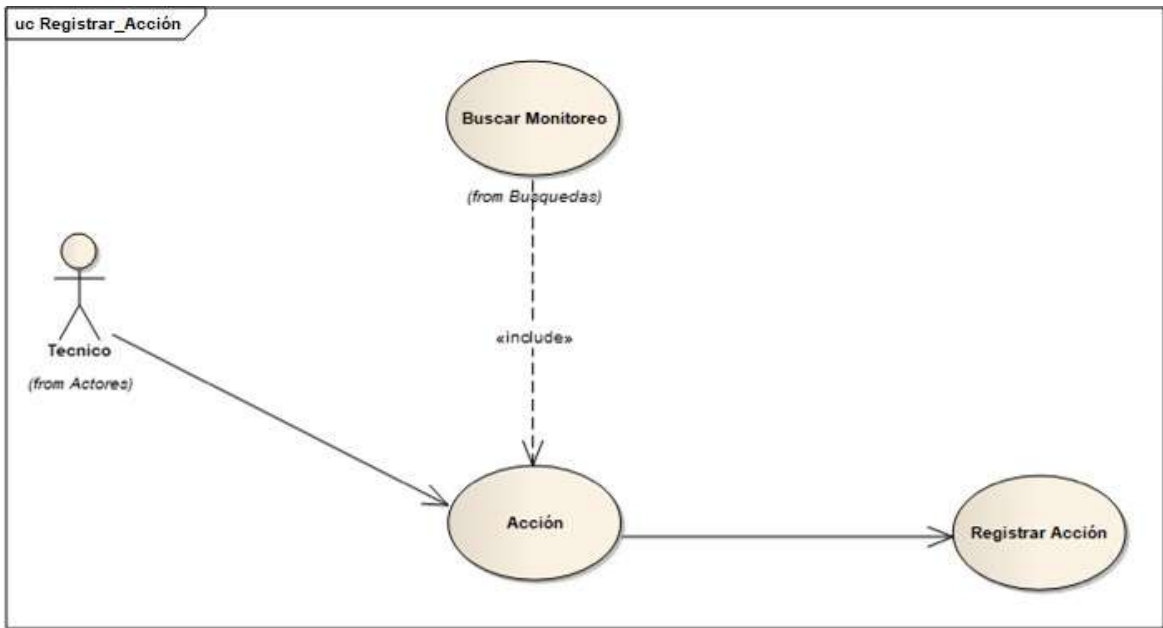 uc Registrar_Acción
Buscar Monitoreo
(from Busquedas)
«include»
Tecnico
(from Actores)
Acción
Registrar Acción